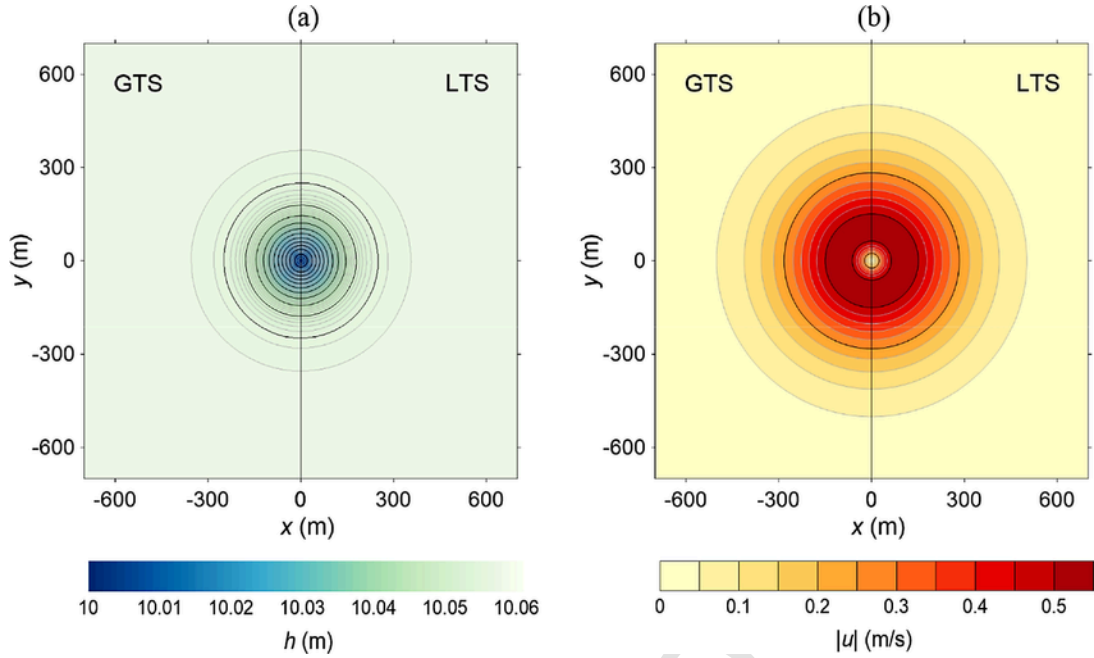 (a) (b)
GTS LTS GTS LTS
600 600
300 300
y (m) 0 y (m) 0
-300 -300
-600 -600
-600 -300 0 300 600 -600 -300 0 300 600
x (m) x (m)
10 10.01 10.02 10.03 10.04 10.05 10.06 0 0.1 0.2 0.3 0.4 0.5
h (m) |u| (m/s)